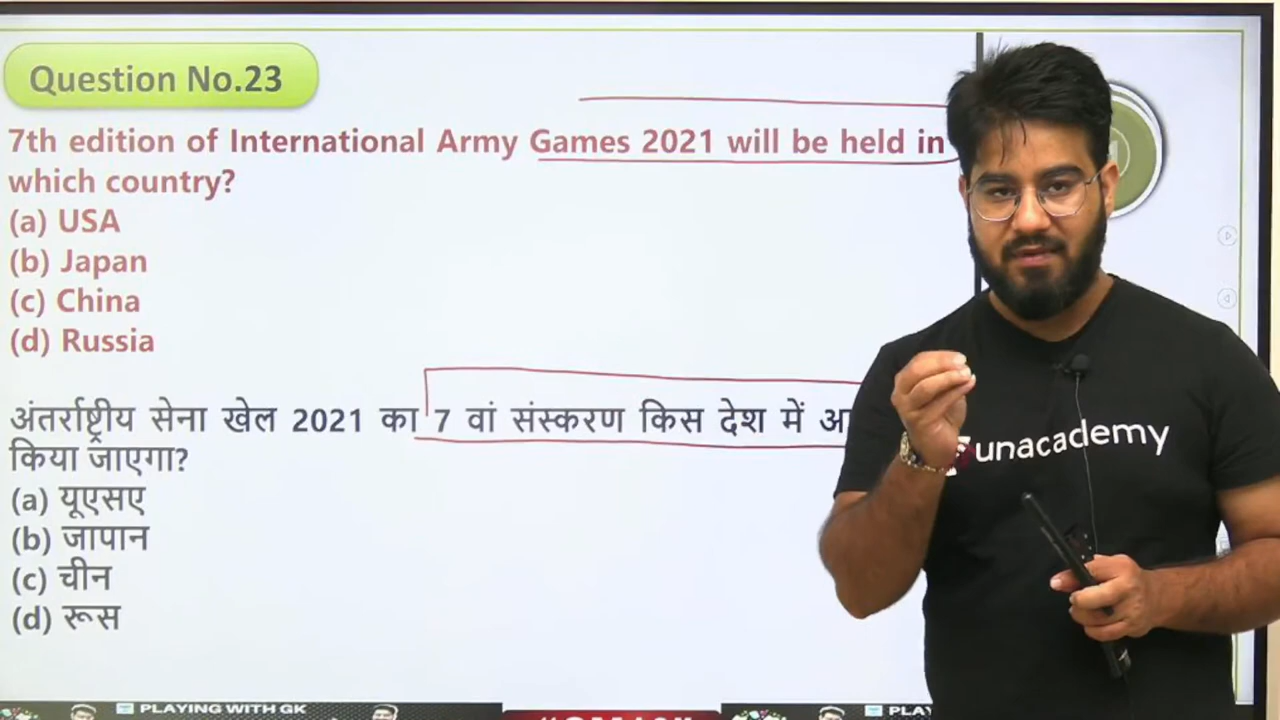 Question No.23
7th edition of International Army Games 2021 will be held in
which country?
(a) USA
(b) Japan
(c) China
(d) Russia
अंतर्राष्ट्रीय सेना खेल 2021 का 7 वां संस्करण किस देश में
किया जाएगा?
(a) यूएसए
(b) जापान
(c) चीन
(d) रूस
unacademy
PLAYING WITH GK